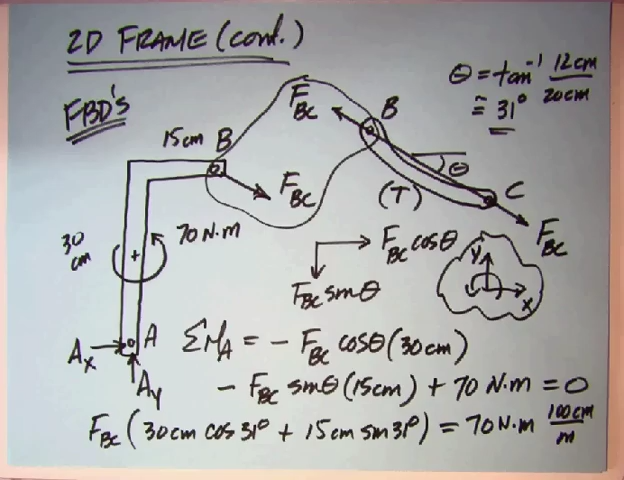 2D FRAME (cont.)
FBD'S
θ = tan⁻¹ 12cm / 20cm
≅ 31°
15cm B
F_BC
B
θ
C
(T)
F_BC
F_BC
70 N·m
30 cm
+
F_BC cosθ
F_BC sinθ
Y
X
A_X
A
A_Y
ΣM_A = − F_BC cosθ (30cm)
− F_BC sinθ (15cm) + 70 N·m = 0
F_BC (30cm cos 31° + 15cm sin 31°) = 70 N·m 100cm / m